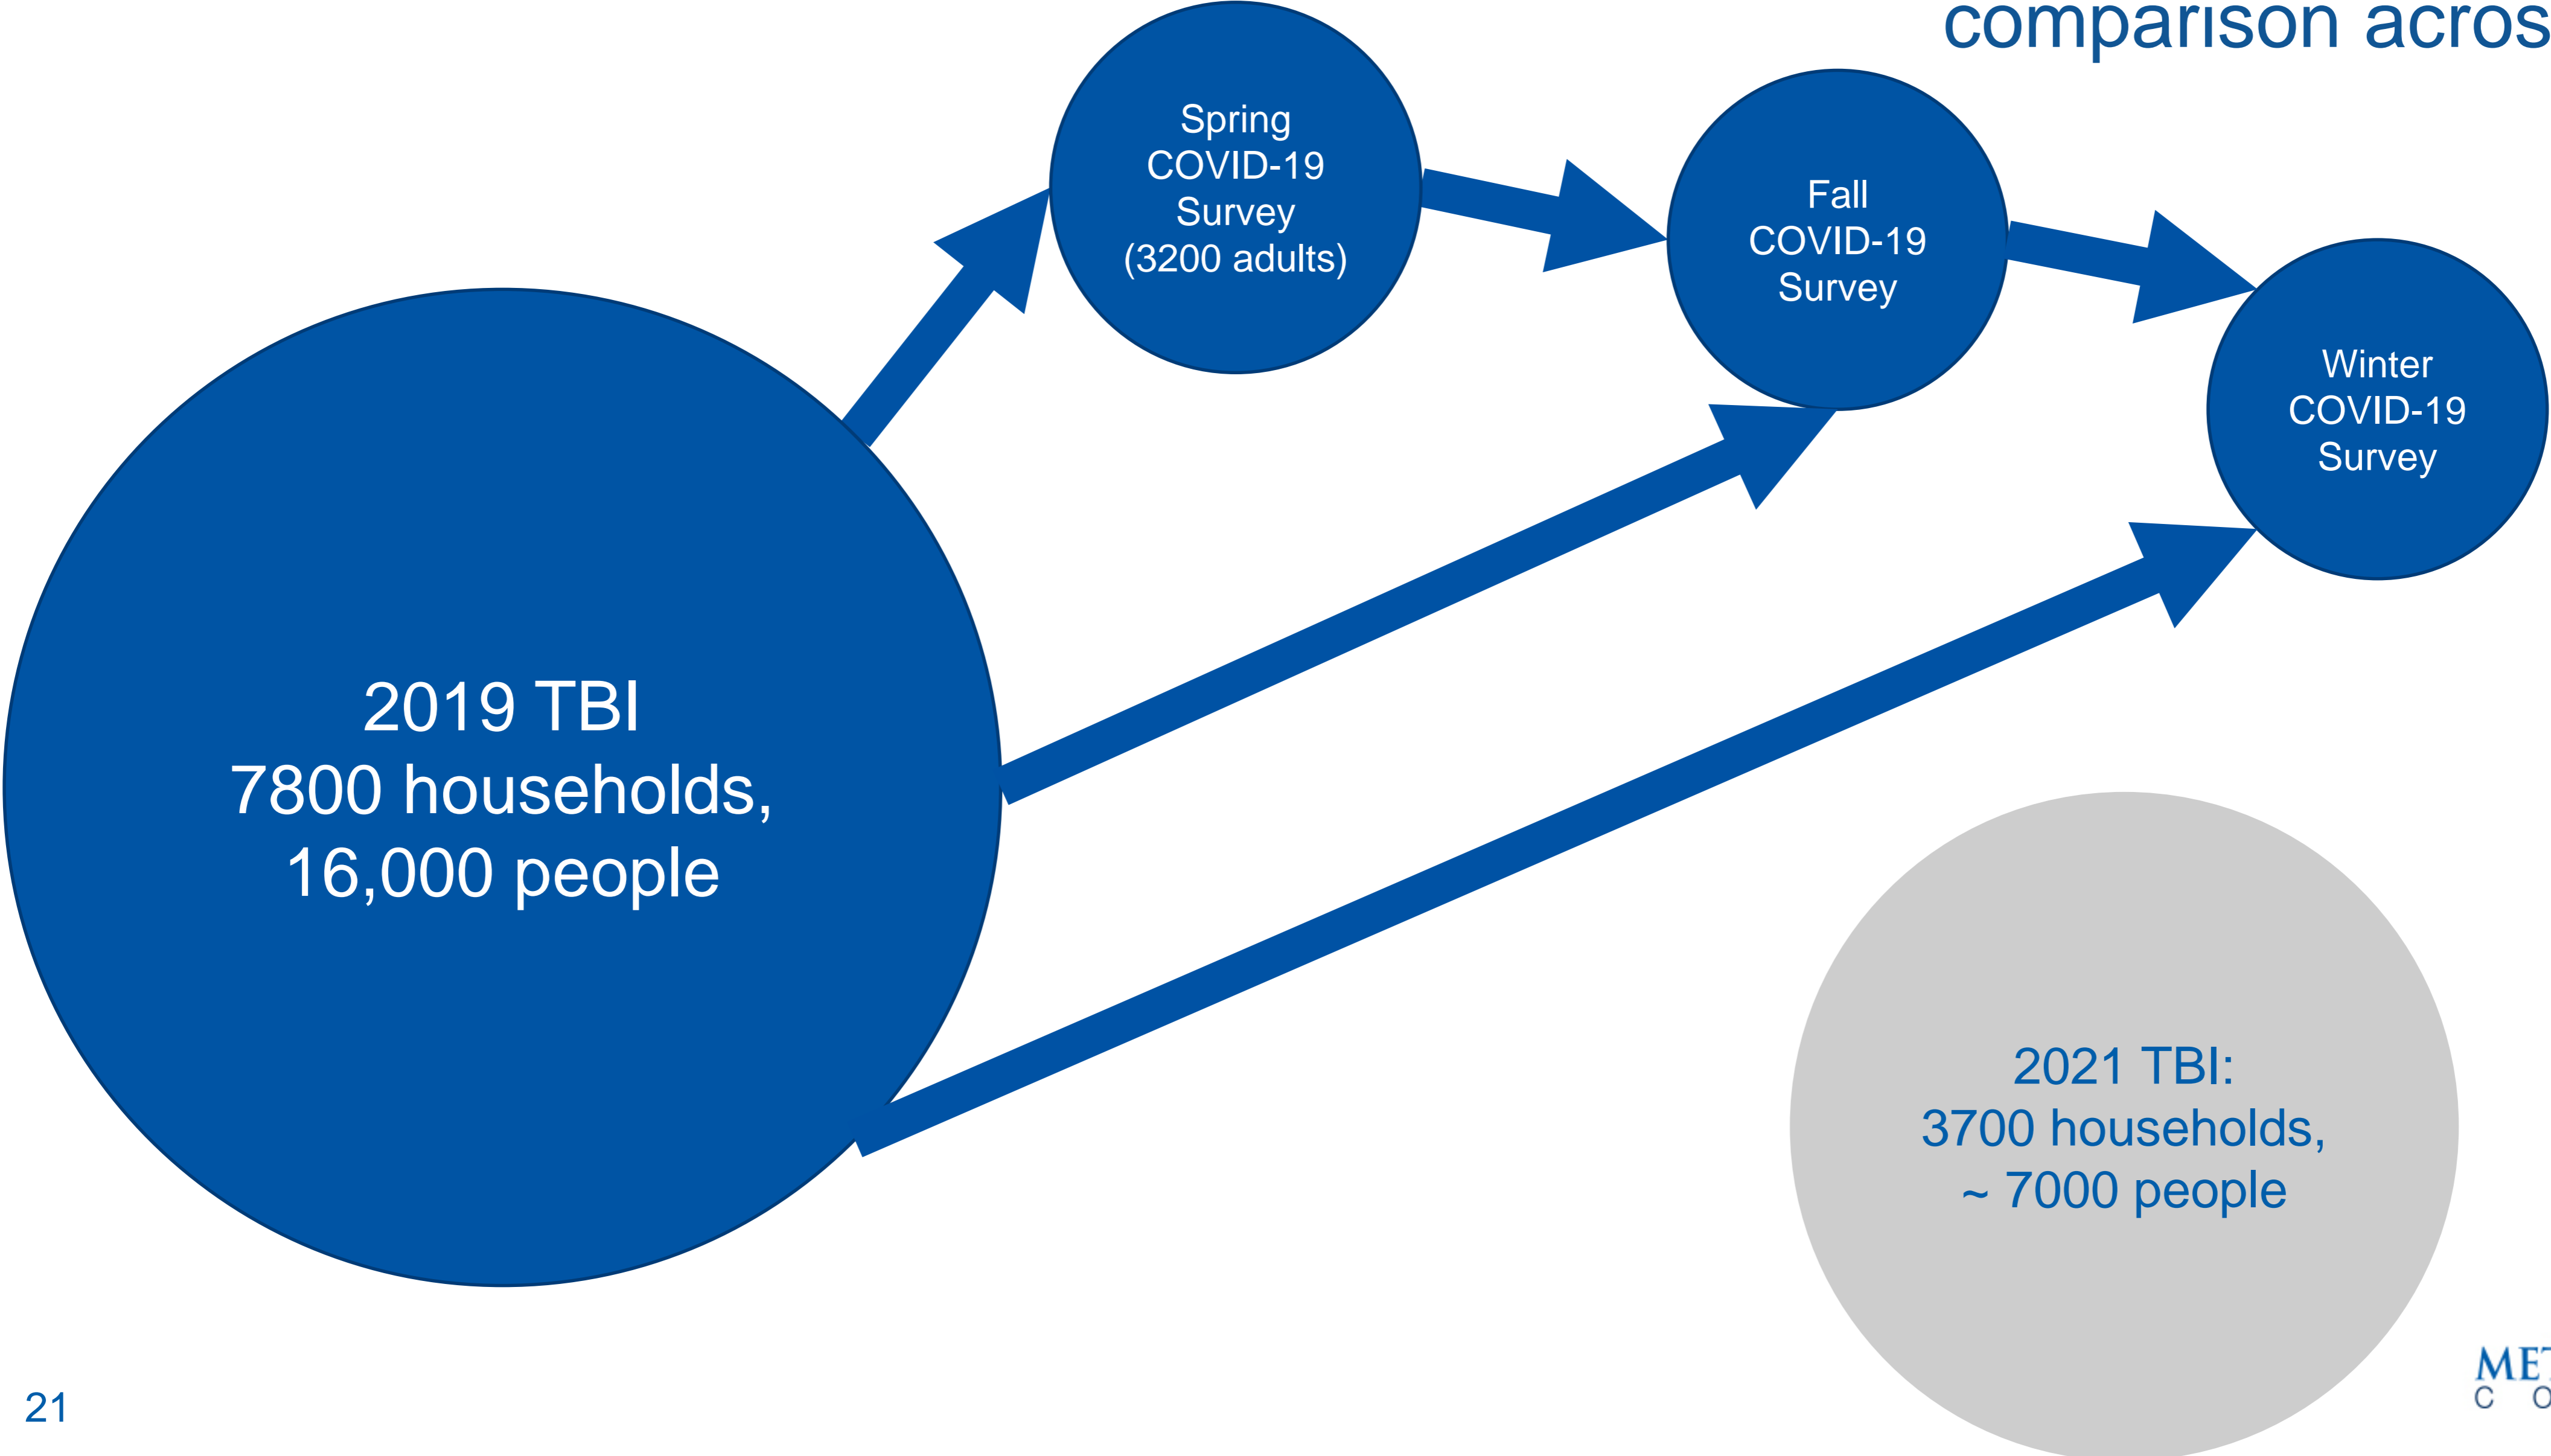 comparison acros
Spring
COVID-19
Survey
(3200 adults)
Fall
COVID-19
Survey
Winter
COVID-19
Survey
2019 TBI
7800 households,
16,000 people
2021 TBI:
3700 households,
~ 7000 people
21